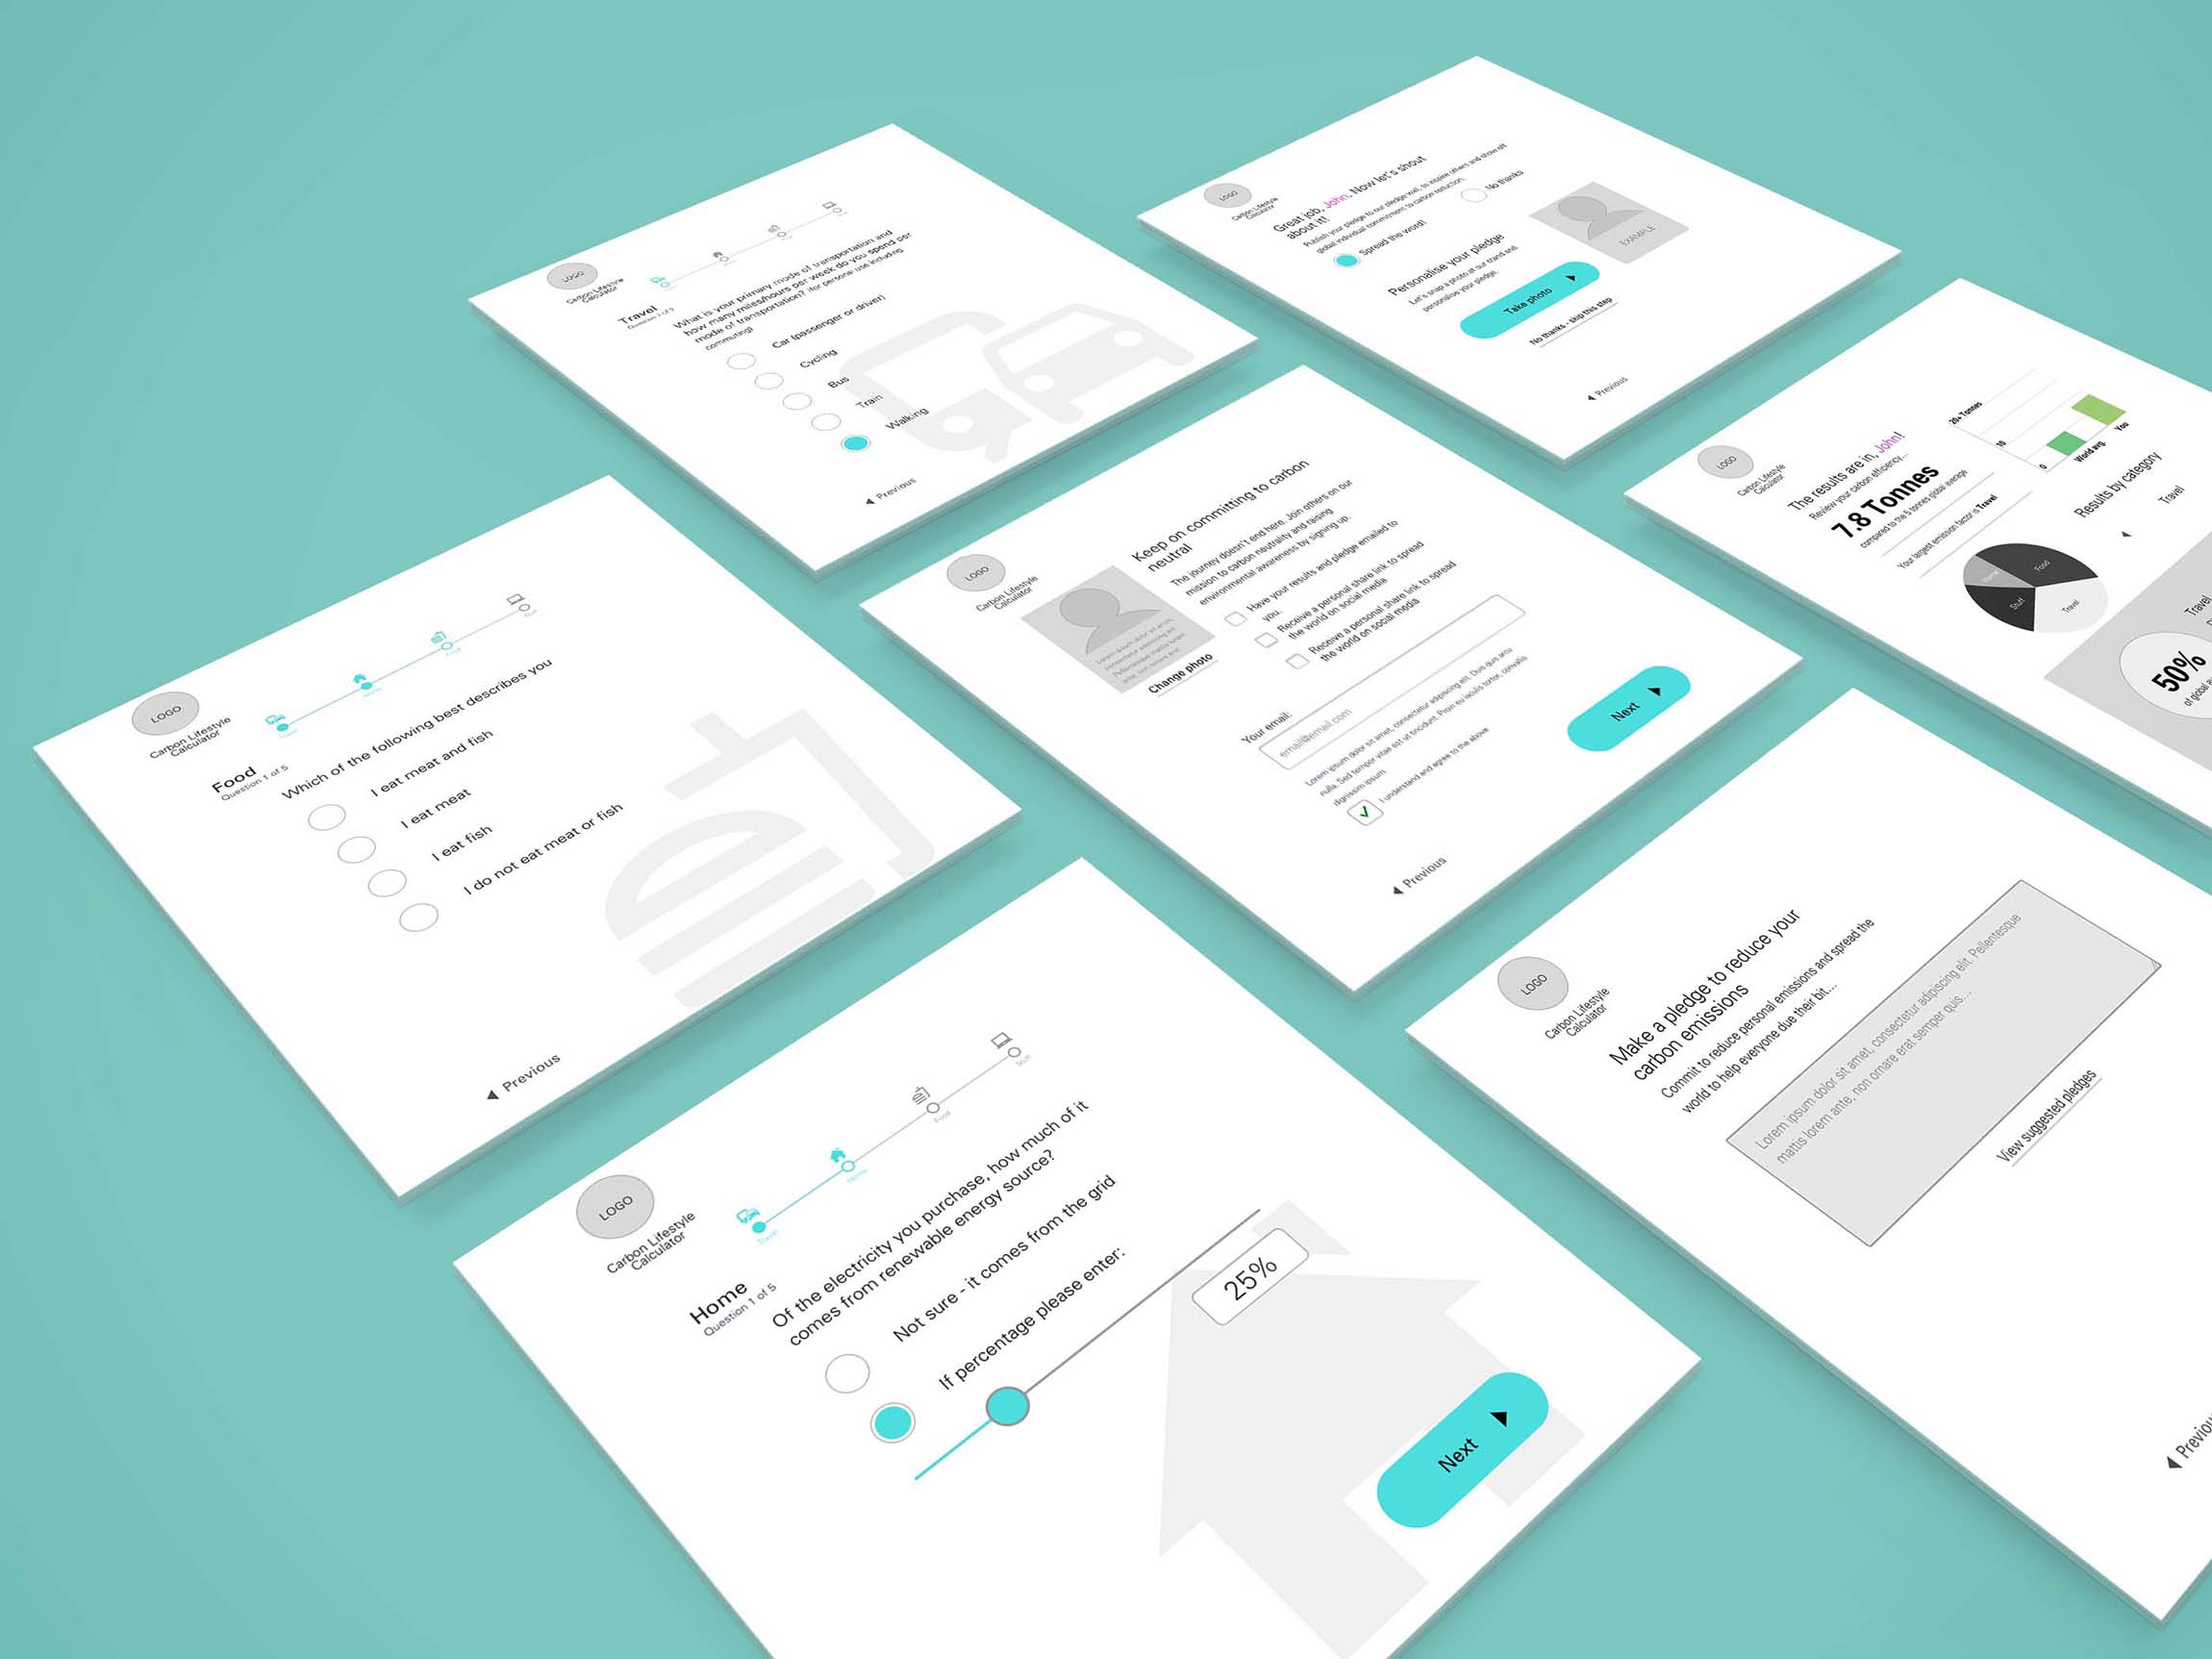 LOGO
Carbon Lifestyle
Calculator
Travel
Question 1 of 5
What is your primary mode of transportation and
how many miles/hours per week do you spend per
mode of transportation? (for personal use including
commuting)
Car (passenger or driver)
Cycling
Bus
Train
Walking
Previous
LOGO
Carbon Lifestyle
Calculator
Great job, John. Now let's shout
about it!
Publish your pledge to our pledge wall, to inspire others and show off
global individual commitment to carbon reduction.
Spread the word!
No thanks
Personalise your pledge
Let's snap a photo at our stand and
personalise your pledge.
EXAMPLE
Take photo
No thanks - skip this step
Previous
LOGO
Carbon Lifestyle
Calculator
Food
Question 1 of 5
Which of the following best describes you
I eat meat and fish
I eat meat
I eat fish
I do not eat meat or fish
Previous
LOGO
Carbon Lifestyle
Calculator
Keep on committing to carbon
neutral
The journey doesn't end here. Join others on our
mission to carbon neutrality and raising
environmental awareness by signing up.
Lorem ipsum dolor sit amet,
consectetur adipiscing elit.
Pellentesque mattis lorem
Change photo
Have your results and pledge emailed to
you.
Receive a personal share link to spread
the world on social media
Receive a personal share link to spread
the world on social media
Your email:
email@email.com
Lorem ipsum dolor sit amet, consectetur adipiscing elit. Duis quis arcu
nulla. Sed tempor vitae est ut tincidunt. Proin eu iaculis tortor, convallis
dignissim ipsum.
I understand and agree to the above
Next
Previous
LOGO
Carbon Lifestyle
Calculator
The results are in, John!
Review your carbon efficiency...
7.8 Tonnes
compared to the 5 tonnes global average
Your largest emission factor is Travel
Home
Food
Stuff
Travel
20+ Tonnes
10
0
World avg.
You
Results by category
Travel
Travel
50%
of global
LOGO
Carbon Lifestyle
Calculator
Home
Question 1 of 5
Travel
Home
Food
Stuff
Of the electricity you purchase, how much of it
comes from renewable energy source?
Not sure - it comes from the grid
If percentage please enter:
25%
Next
LOGO
Carbon Lifestyle
Calculator
Make a pledge to reduce your
carbon emissions
Commit to reduce personal emissions and spread the
world to help everyone due their bit...
Lorem ipsum dolor sit amet, consectetur adipiscing elit. Pellentesque
mattis lorem ante, non ornare erat semper quis...
View suggested pledges
Previou